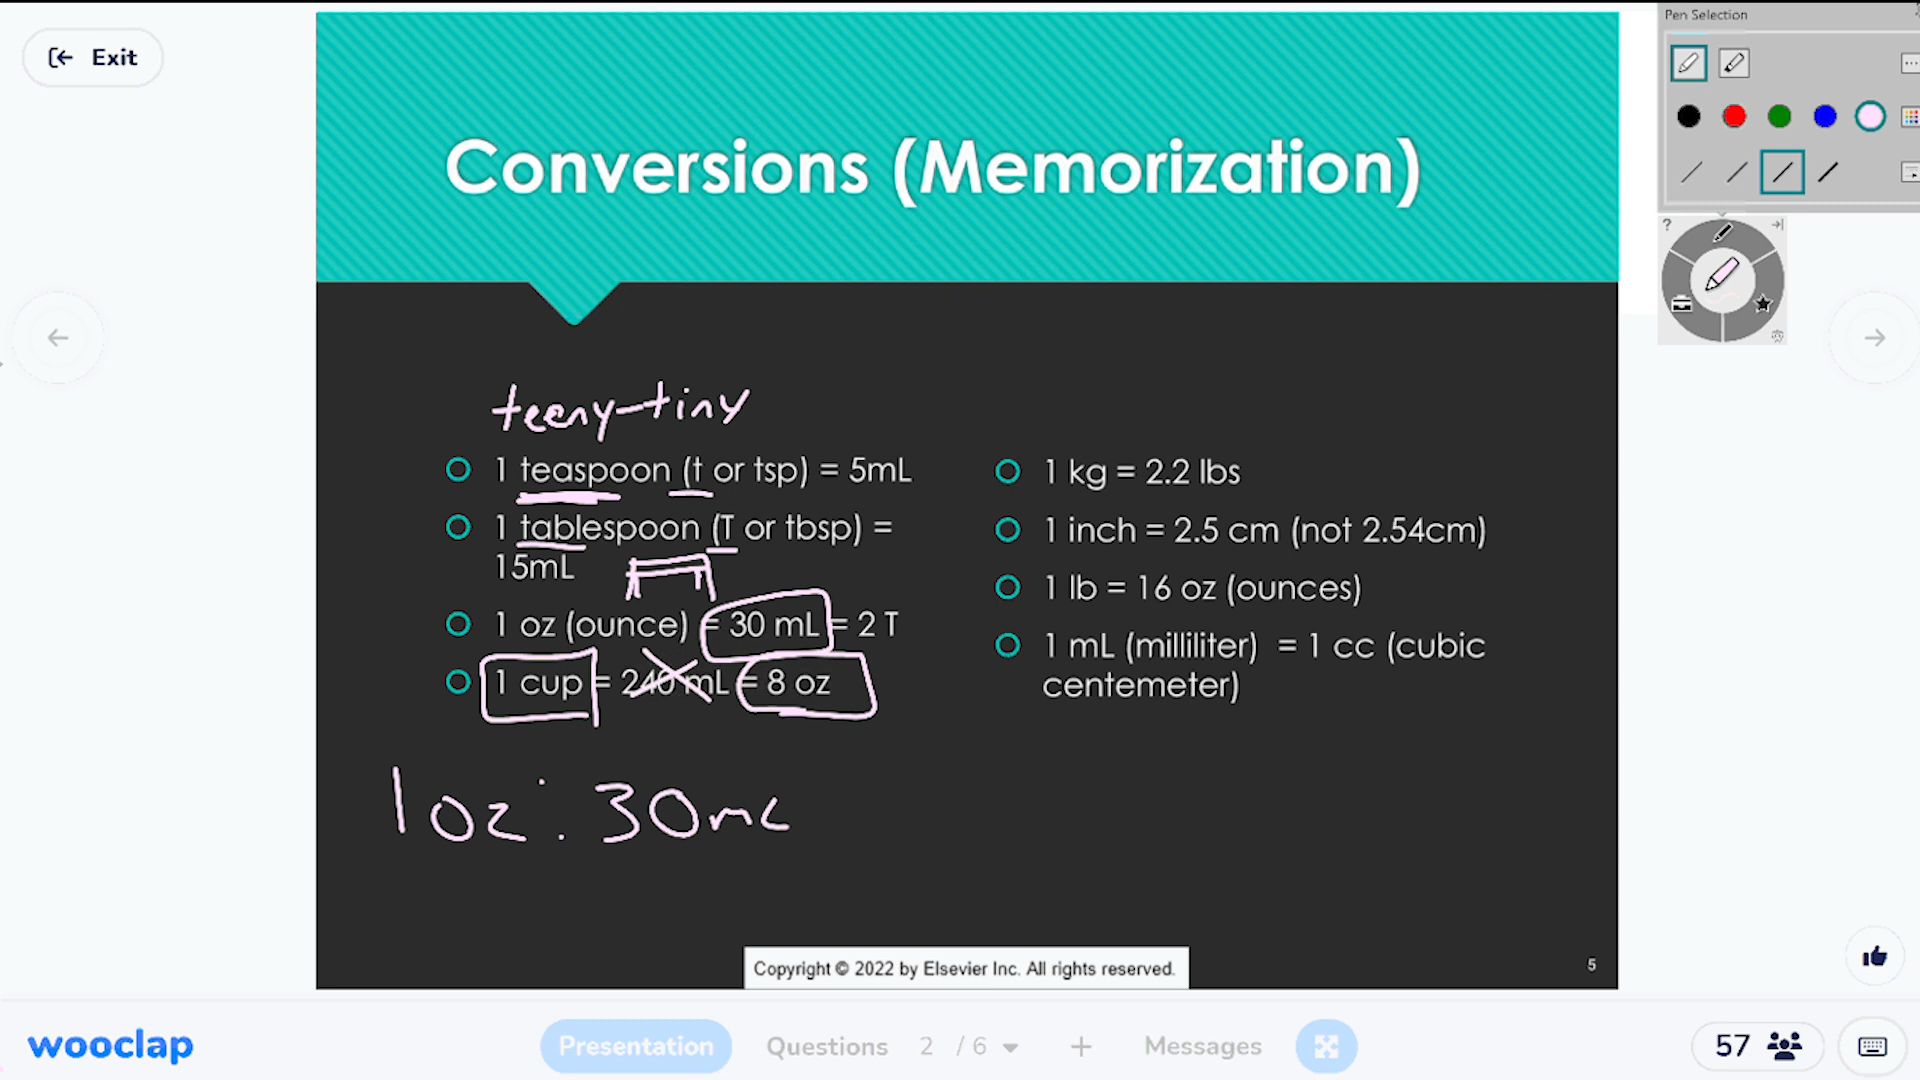 Pen Selection
Exit
Conversions (Memorization)
teeny-tiny
1 teaspoon (t or tsp) = 5mL
1 tablespoon (T or tbsp) =
15mL
1 oz (ounce) = 30 mL = 2 T
1 cup = 240 mL = 8 oz
1 oz : 30mL
1 kg = 2.2 lbs
1 inch = 2.5 cm (not 2.54cm)
1 lb = 16 oz (ounces)
1 mL (milliliter) = 1 cc (cubic
centemeter)
Copyright © 2022 by Elsevier Inc. All rights reserved.
5
wooclap
Presentation
Questions 2 / 6
+
Messages
57
?